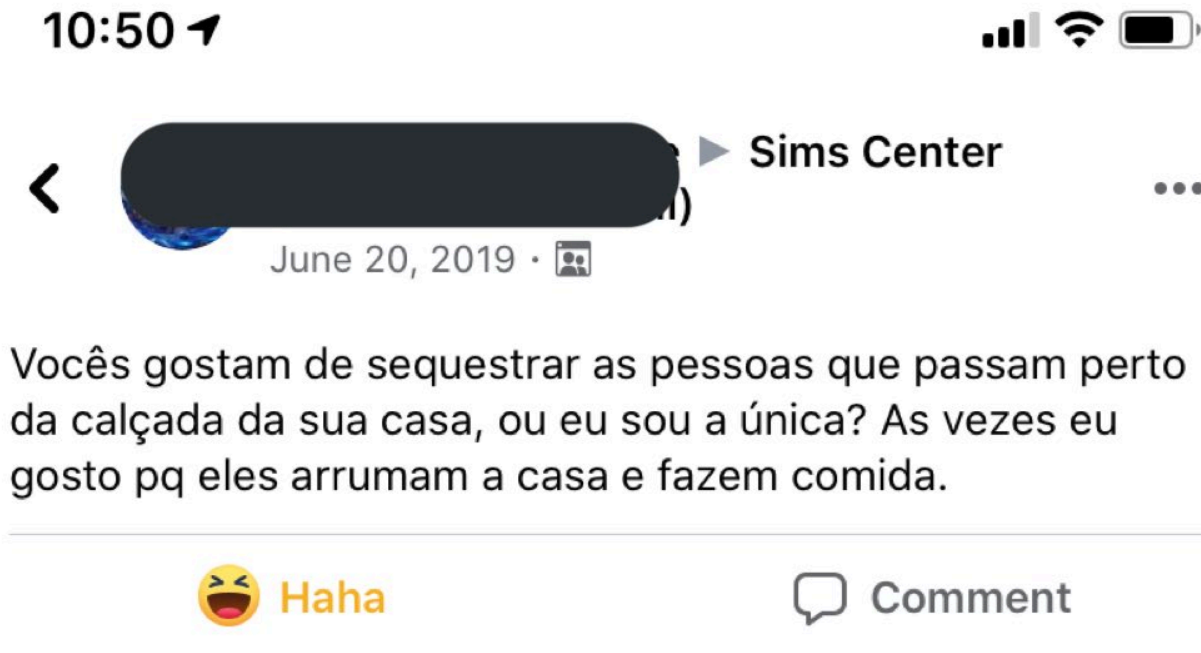 10:50
Sims Center
June 20, 2019 ·
Vocês gostam de sequestrar as pessoas que passam perto
da calçada da sua casa, ou eu sou a única? As vezes eu
gosto pq eles arrumam a casa e fazem comida.
Haha
Comment